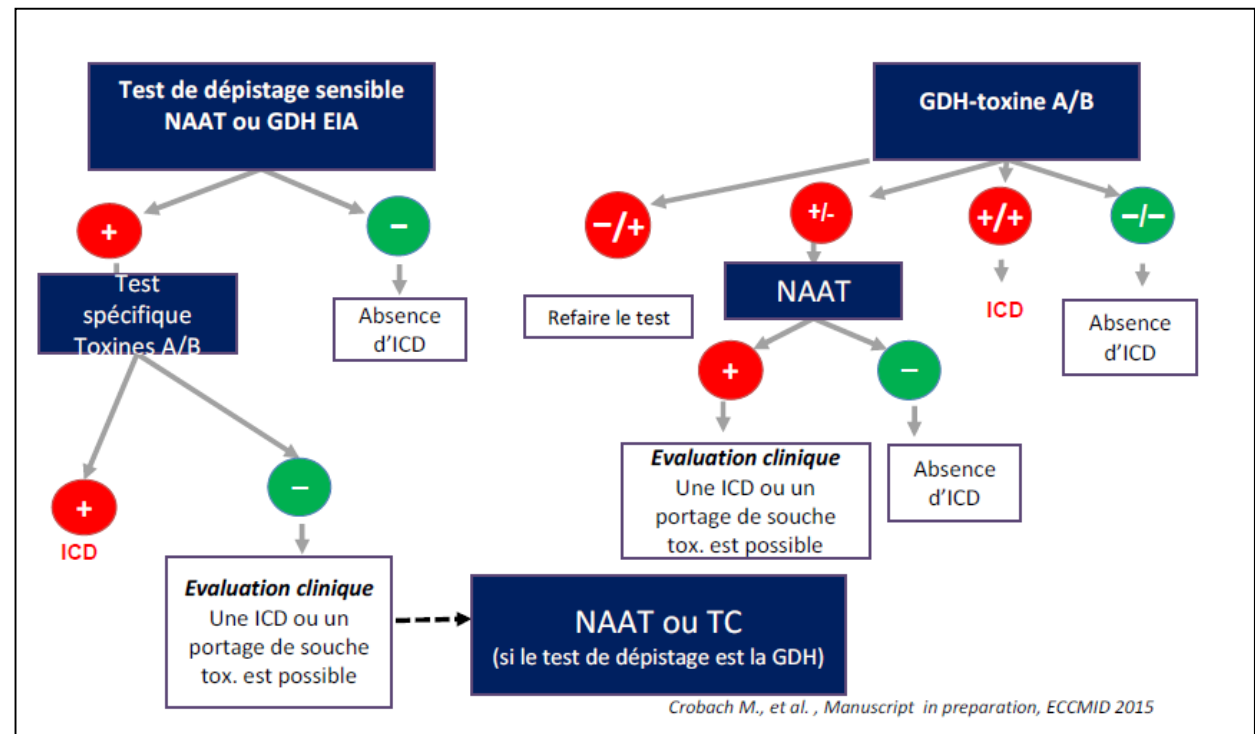 Test de dépistage sensible
NAAT ou GDH EIA
+
−
Test
spécifique
Toxines A/B
Absence
d’ICD
+
ICD
−
Evaluation clinique
Une ICD ou un
portage de souche
tox. est possible
NAAT ou TC
(si le test de dépistage est la GDH)
GDH-toxine A/B
−/+
+/-
+/+
−/−
Refaire le test
NAAT
ICD
Absence
d’ICD
+
−
Evaluation clinique
Une ICD ou un
portage de souche
tox. est possible
Absence
d’ICD
Crobach M., et al. , Manuscript in preparation, ECCMID 2015